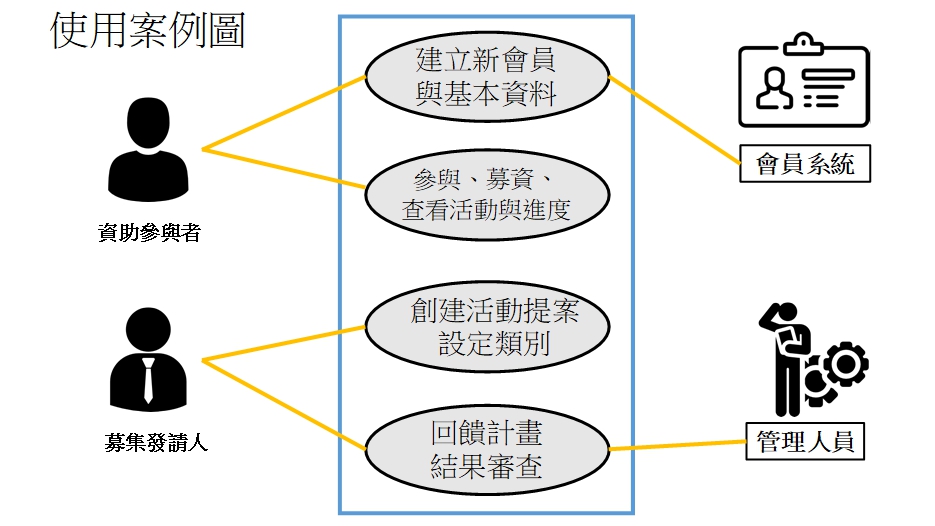 使用案例圖
建立新會員
與基本資料
會員系統
參與、募資、
查看活動與進度
資助參與者
創建活動提案
設定類別
回饋計畫
結果審查
募集發請人
管理人員